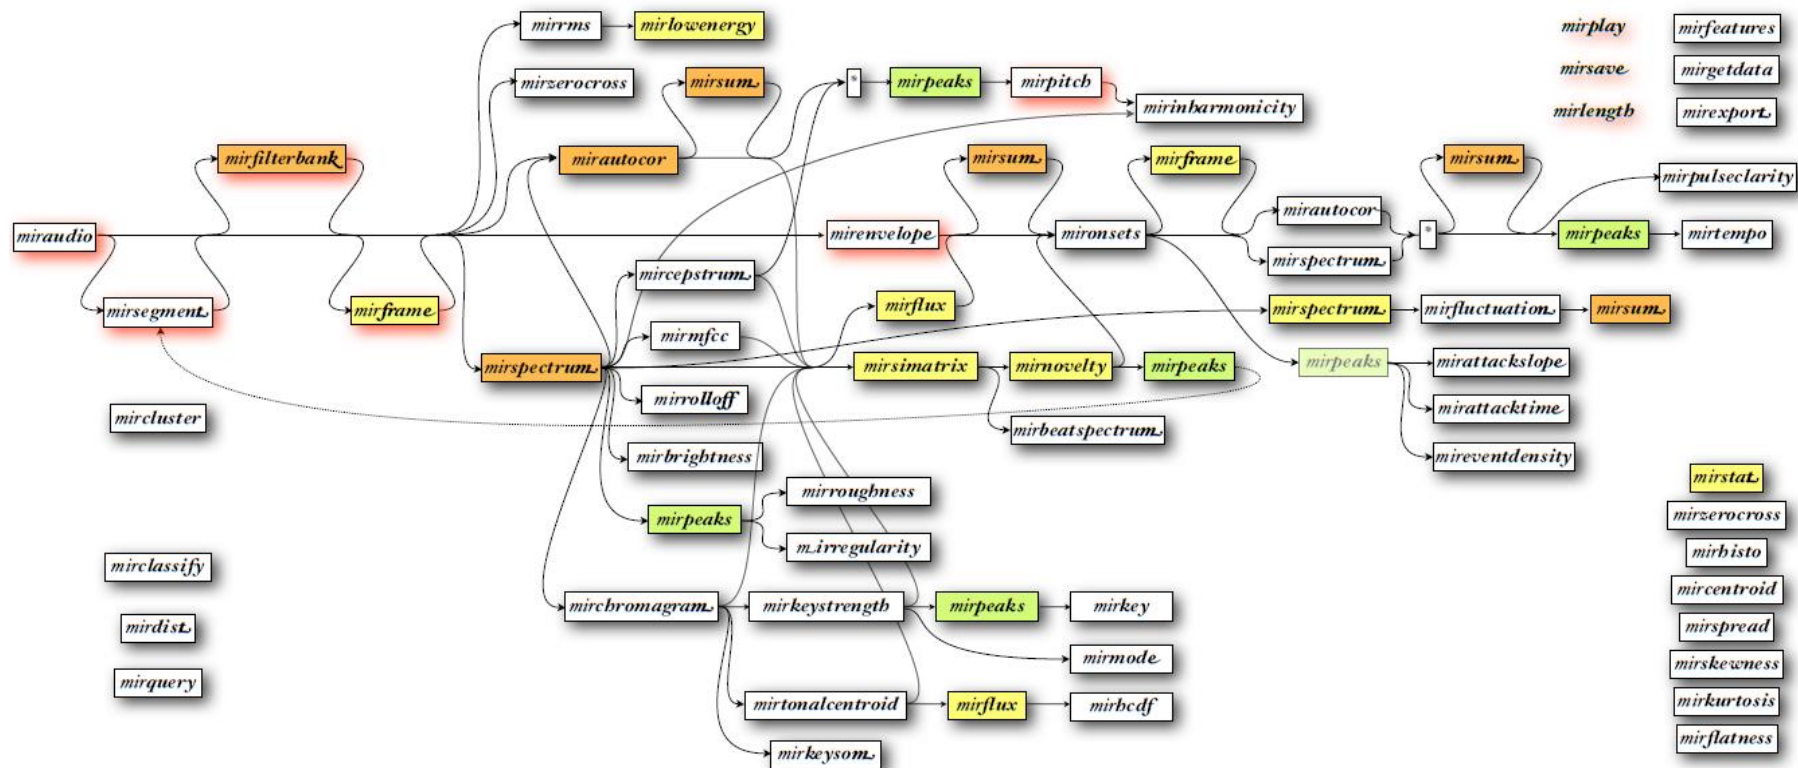 mirrms
mirlowenergy
mirplay
mirfeatures
mirzerocross
mirsum
*
mirpeaks
mirpitch
mirsave
mirgetdata
mirinharmonicity
mirlength
mirexport
mirfilterbank
mirautocor
mirsum
mirframe
mirsum
mirpulseclarity
miraudio
mirenvelope
mironsets
mirautocor
*
mirpeaks
mirtempo
mircepstrum
mirspectrum
mirsegment
mirframe
mirflux
mirspectrum
mirfluctuation
mirsum
mirmfcc
mirspectrum
mirsimatrix
mirnovelty
mirpeaks
mirpeaks
mirattackslope
mirrolloff
mirattacktime
mircluster
mirbeatspectrum
mirbrightness
mireventdensity
mirroughness
mirstat
mirpeaks
mirzerocross
mirregularity
mirhisto
mirclassify
mircentroid
mirchromagram
mirkeystrength
mirpeaks
mirkey
mirdist
mirspread
mirmode
mirskewness
mirquery
mirtonalcentroid
mirflux
mirhcdf
mirkurtosis
mirkeysom
mirflatness